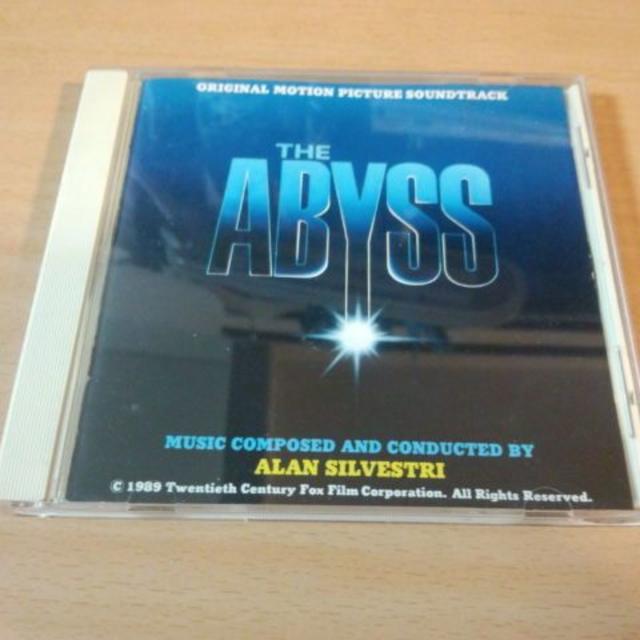 ORIGINAL MOTION PICTURE SOUNDTRACK
THE
ABYSS
MUSIC COMPOSED AND CONDUCTED BY
ALAN SILVESTRI
© 1989 Twentieth Century Fox Film Corporation. All Rights Reserved.